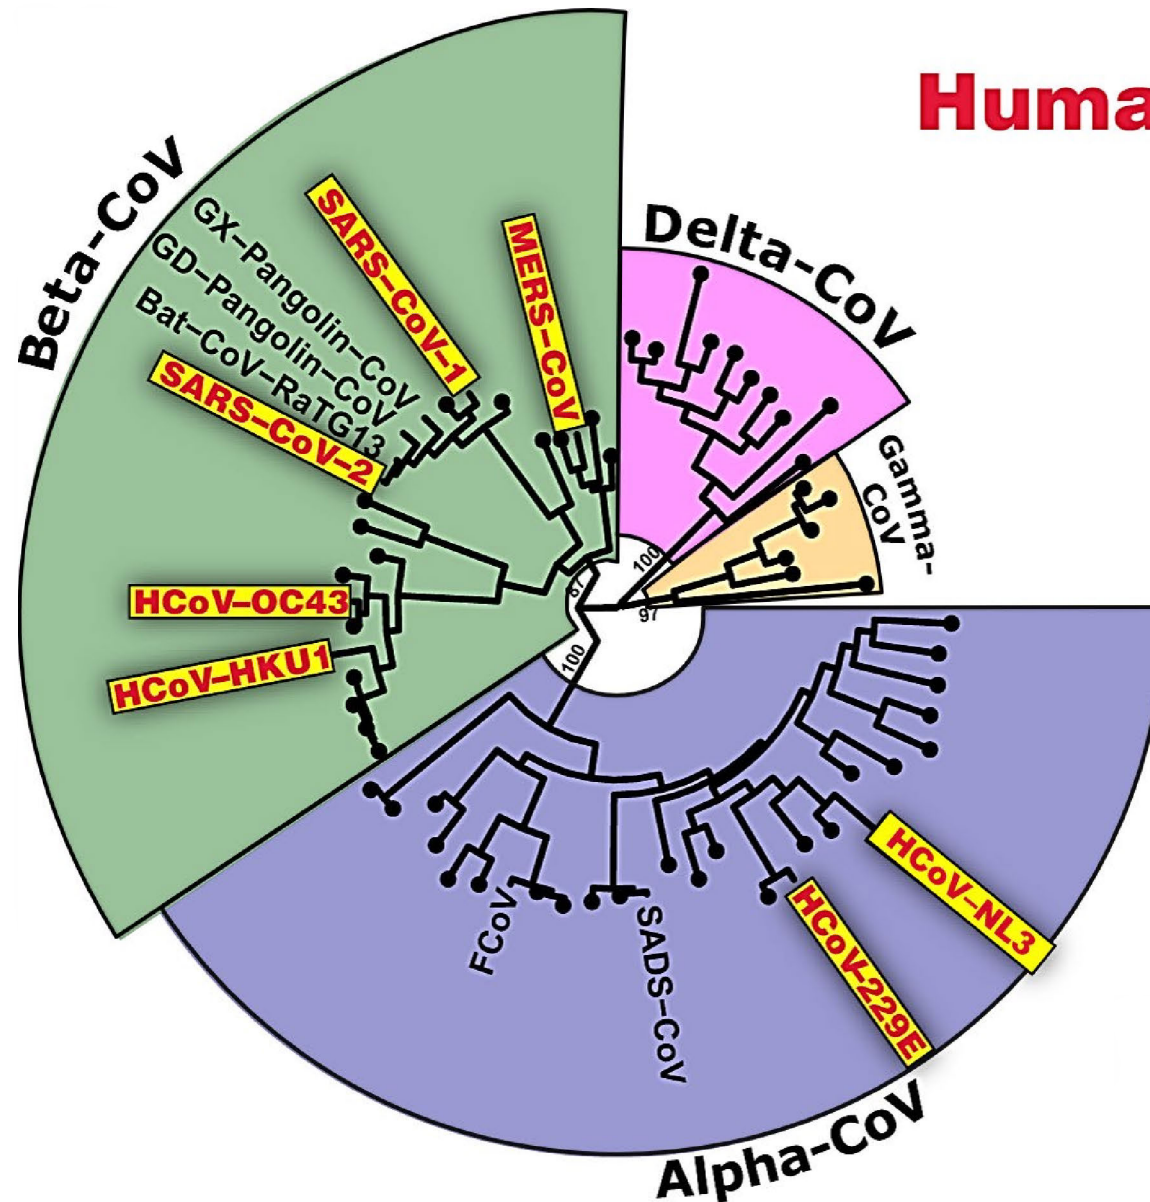 Huma
Beta-CoV
GX-Pangolin-CoV
GD-Pangolin-CoV
Bat-CoV-RaTG13
SARS-CoV-1
MERS-CoV
SARS-CoV-2
HCoV-OC43
HCoV-HKU1
Delta-CoV
Gamma-
CoV
100
87
97
100
FCoV
SADS-CoV
HCoV-NL3
HCoV-229E
Alpha-CoV